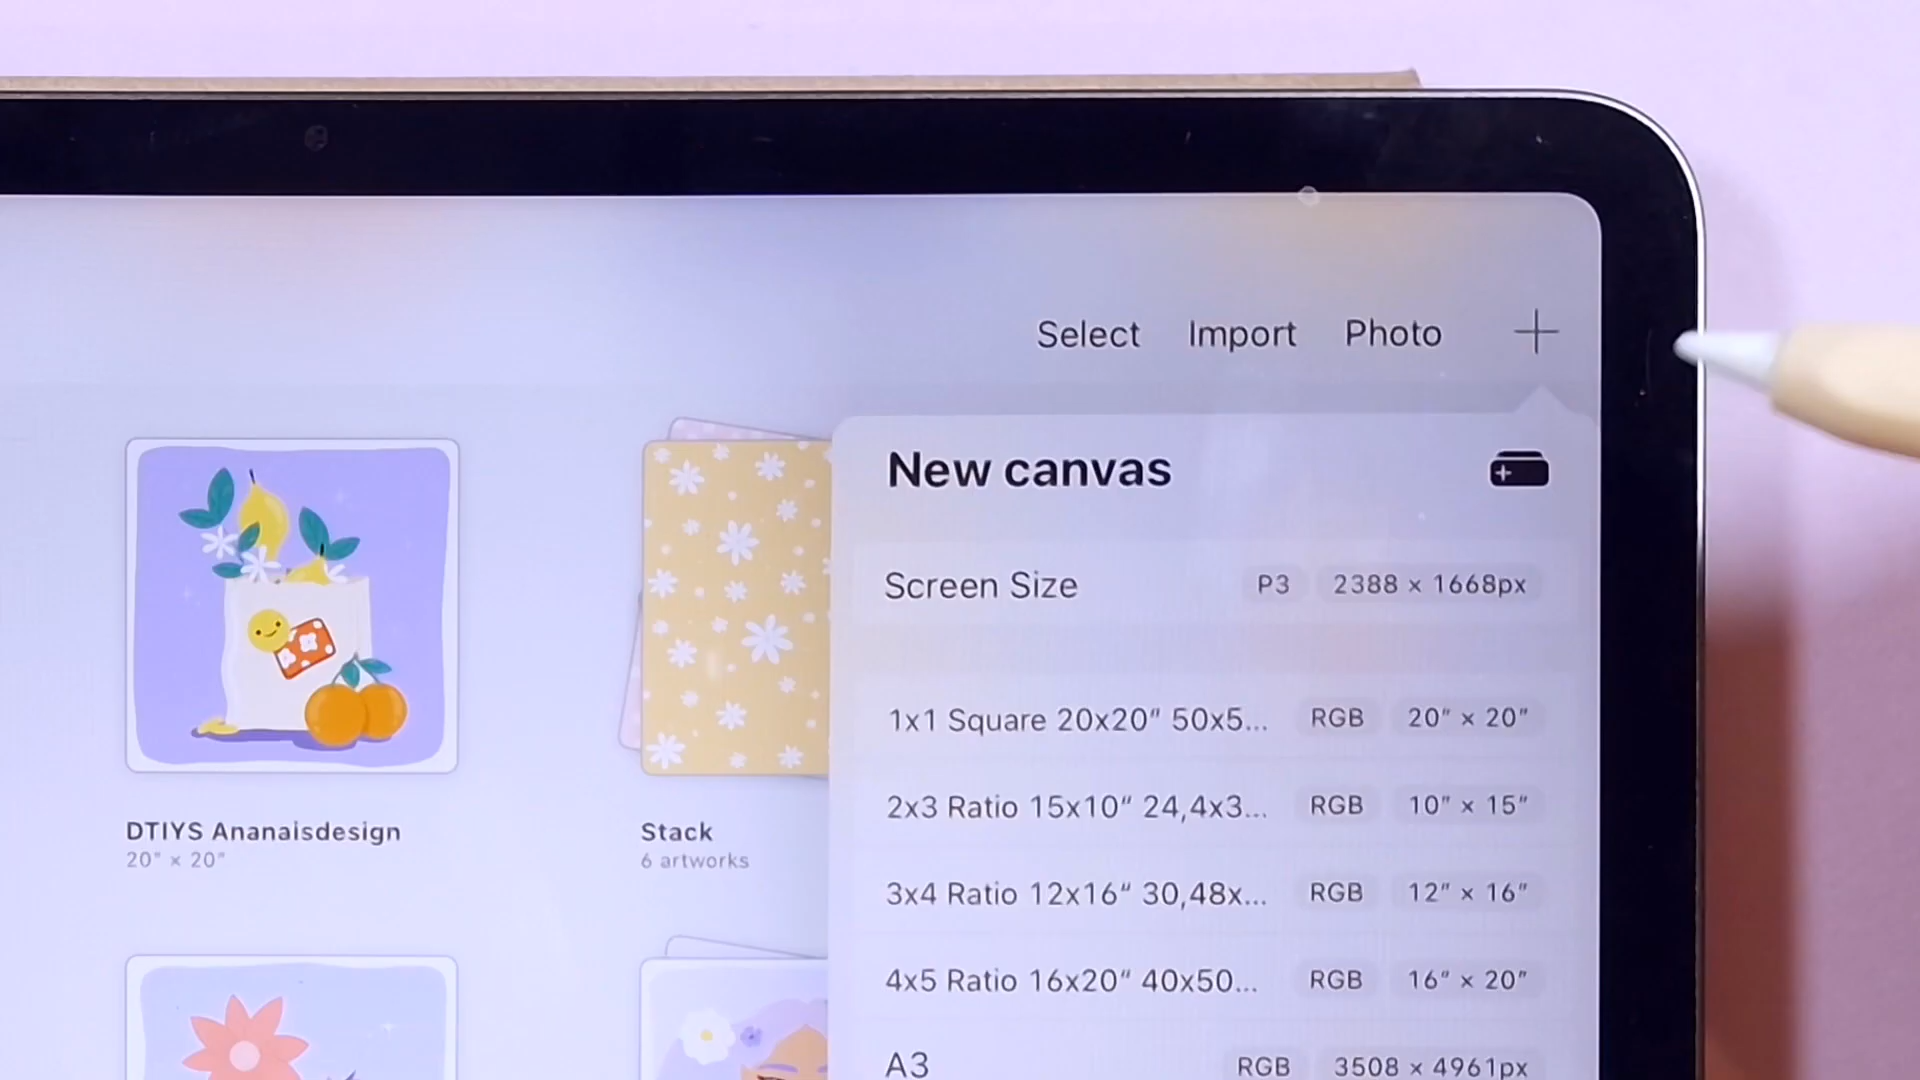 Select Import Photo
New canvas
Screen Size P3 2388 × 1668px
1x1 Square 20x20" 50x5... RGB 20" × 20"
2x3 Ratio 15x10" 24,4x3... RGB 10" × 15"
3x4 Ratio 12x16" 30,48x... RGB 12" × 16"
4x5 Ratio 16x20" 40x50... RGB 16" × 20"
A3 RGB 3508 × 4961px
DTIYS Ananaisdesign
20" × 20"
Stack
6 artworks